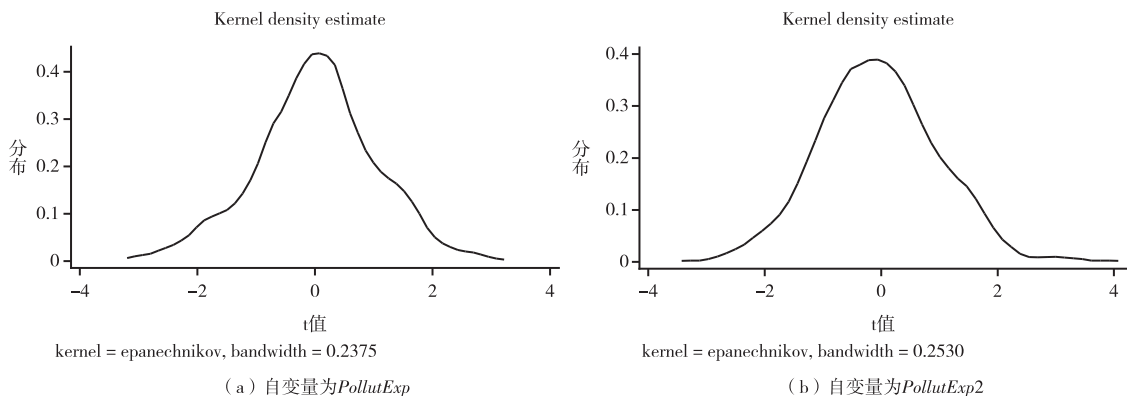 Kernel density estimate
0.4
0.3
0.2
0.1
0
分布
−4
−2
0
2
4
t值
kernel = epanechnikov, bandwidth = 0.2375
（a）自变量为PollutExp
Kernel density estimate
0.4
0.3
0.2
0.1
0
分布
−4
−2
0
2
4
t值
kernel = epanechnikov, bandwidth = 0.2530
（b）自变量为PollutExp2